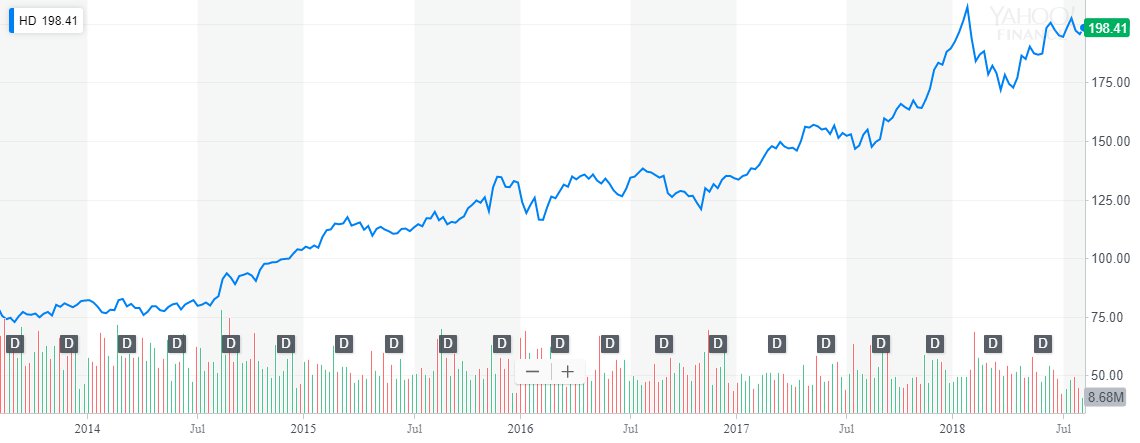 HD 198.41
YAHOO!
FINANCE
198.41
175.00
150.00
125.00
100.00
75.00
D D D D D D D D D D D D D D D D D D D D
− +
50.00
8.68M
2014 Jul 2015 Jul 2016 Jul 2017 Jul 2018 Jul